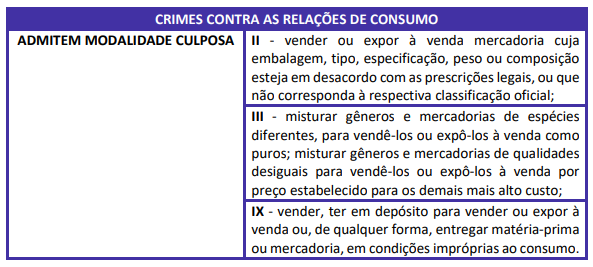 CRIMES CONTRA AS RELAÇÕES DE CONSUMO
ADMITEM MODALIDADE CULPOSA
II - vender ou expor à venda mercadoria cuja
embalagem, tipo, especificação, peso ou composição
esteja em desacordo com as prescrições legais, ou que
não corresponda à respectiva classificação oficial;
III - misturar gêneros e mercadorias de espécies
diferentes, para vendê-los ou expô-los à venda como
puros; misturar gêneros e mercadorias de qualidades
desiguais para vendê-los ou expô-los à venda por
preço estabelecido para os demais mais alto custo;
IX - vender, ter em depósito para vender ou expor à
venda ou, de qualquer forma, entregar matéria-prima
ou mercadoria, em condições impróprias ao consumo.